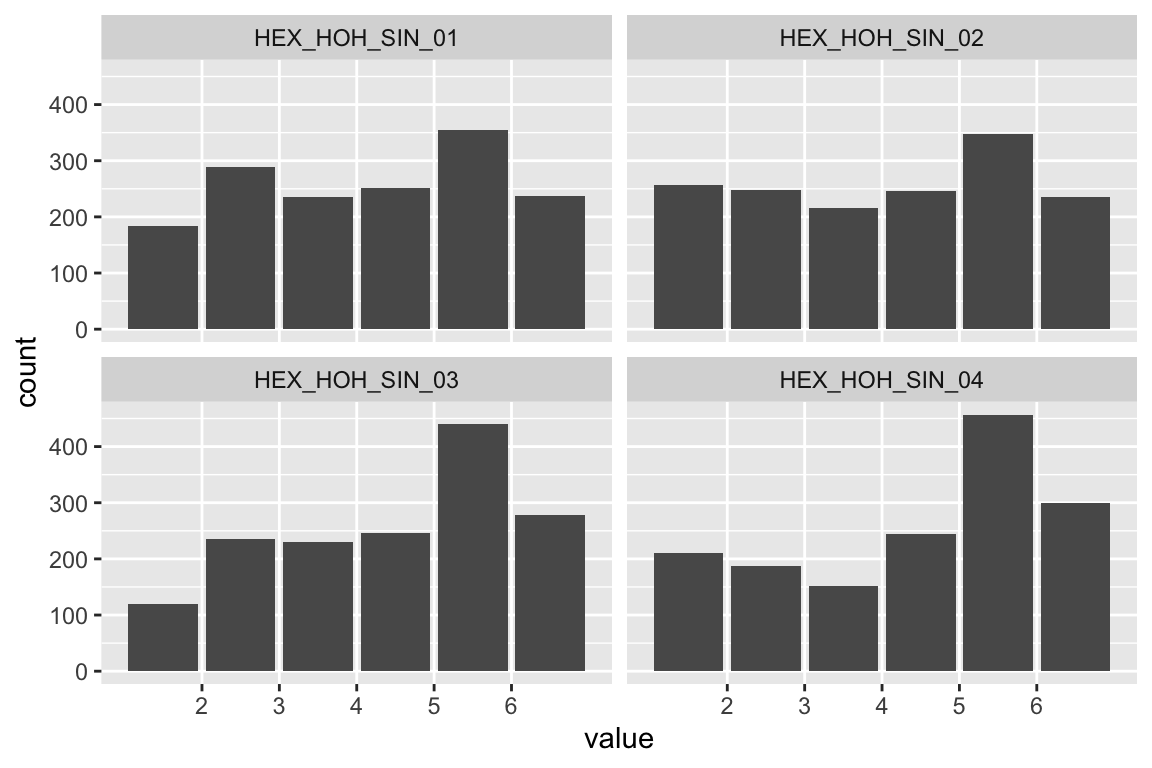 HEX_HOH_SIN_01 HEX_HOH_SIN_02
400
300
200
100
0
HEX_HOH_SIN_03 HEX_HOH_SIN_04
400
300
200
100
0
count
2 3 4 5 6 2 3 4 5 6
value